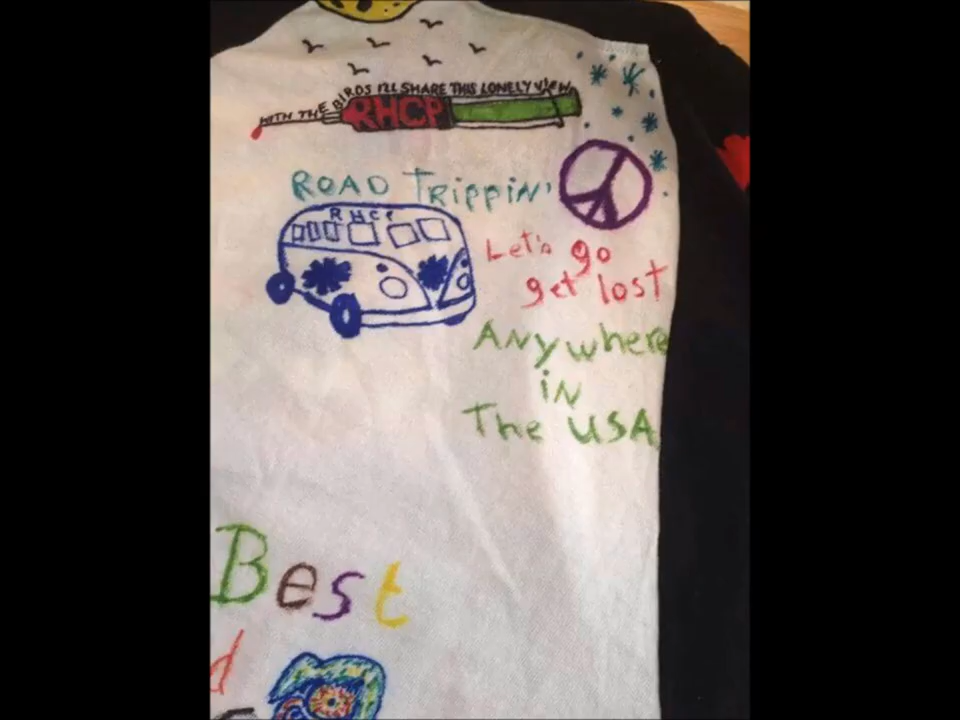 WITH THE BIRDS I'LL SHARE THIS LONELY VIEW
RHCP
ROAD TRIPPIN'
RHCP
Let's go
get lost
ANywhere
iN
The USA
Best
d